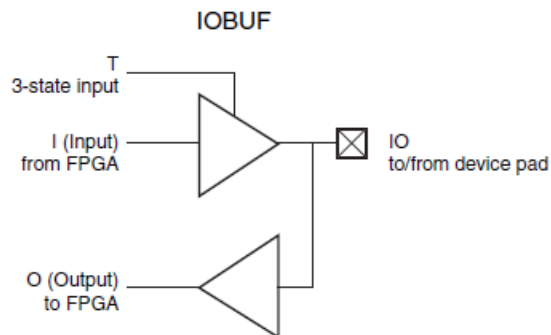 IOBUF
T
3-state input
I (Input)
from FPGA
IO
to/from device pad
O (Output)
to FPGA